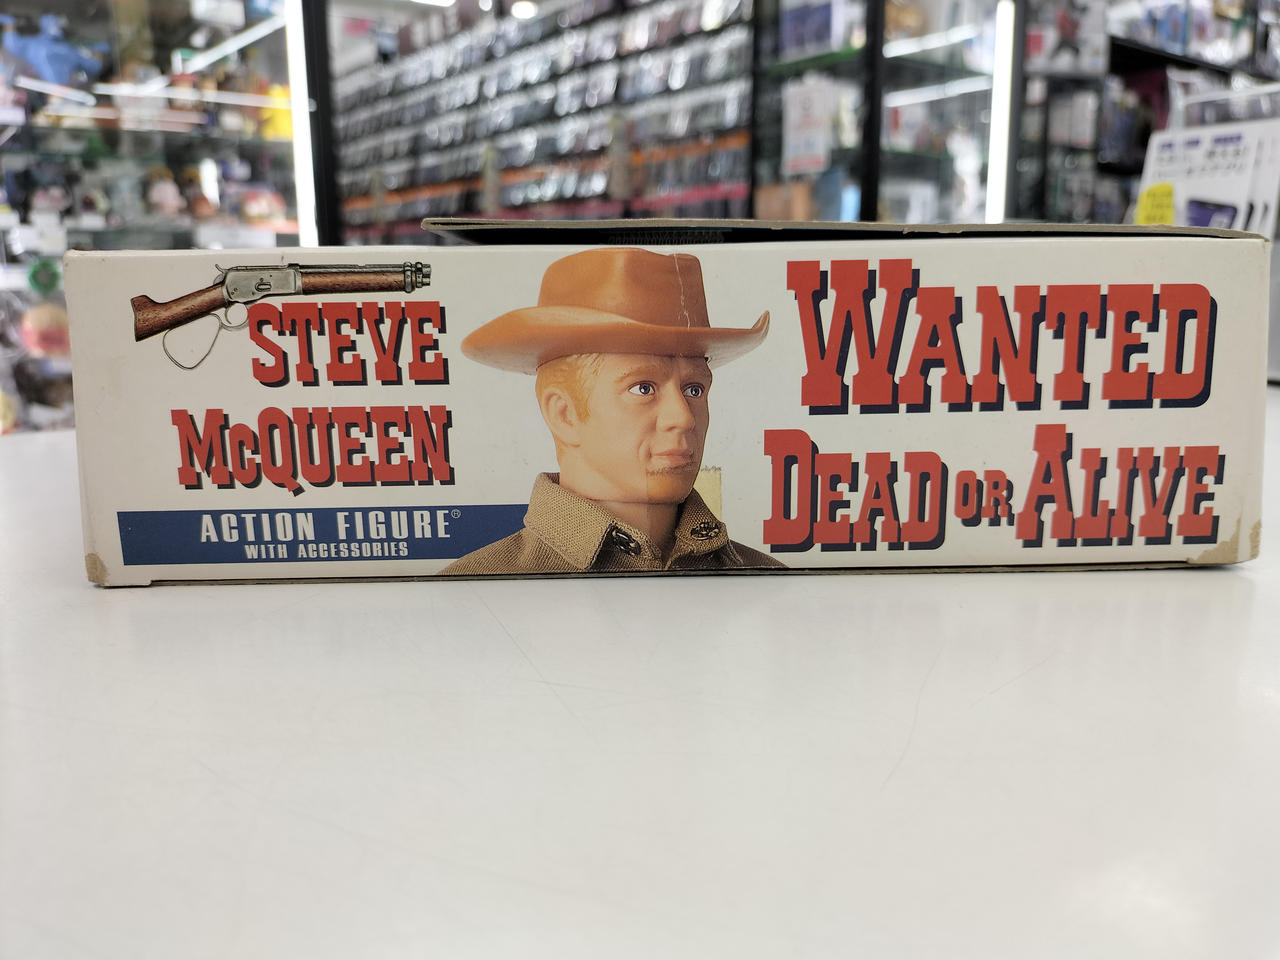 STEVE
McQUEEN
ACTION FIGURE®
WITH ACCESSORIES
WANTED
DEAD OR ALIVE